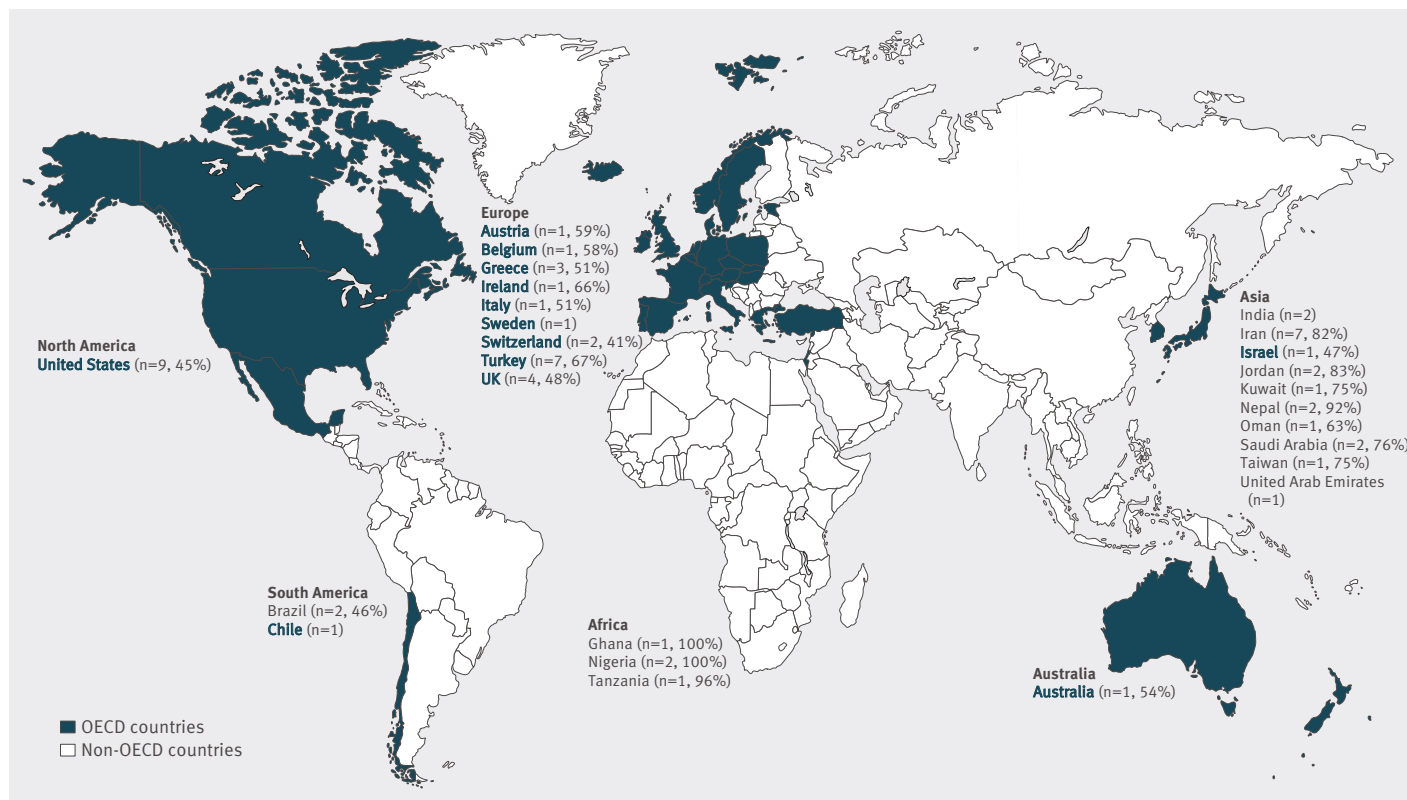 North America
United States (n=9, 45%)
South America
Brazil (n=2, 46%)
Chile (n=1)
Europe
Austria (n=1, 59%)
Belgium (n=1, 58%)
Greece (n=3, 51%)
Ireland (n=1, 66%)
Italy (n=1, 51%)
Sweden (n=1)
Switzerland (n=2, 41%)
Turkey (n=7, 67%)
UK (n=4, 48%)
Africa
Ghana (n=1, 100%)
Nigeria (n=2, 100%)
Tanzania (n=1, 96%)
Asia
India (n=2)
Iran (n=7, 82%)
Israel (n=1, 47%)
Jordan (n=2, 83%)
Kuwait (n=1, 75%)
Nepal (n=2, 92%)
Oman (n=1, 63%)
Saudi Arabia (n=2, 76%)
Taiwan (n=1, 75%)
United Arab Emirates
(n=1)
Australia
Australia (n=1, 54%)
OECD countries
Non-OECD countries